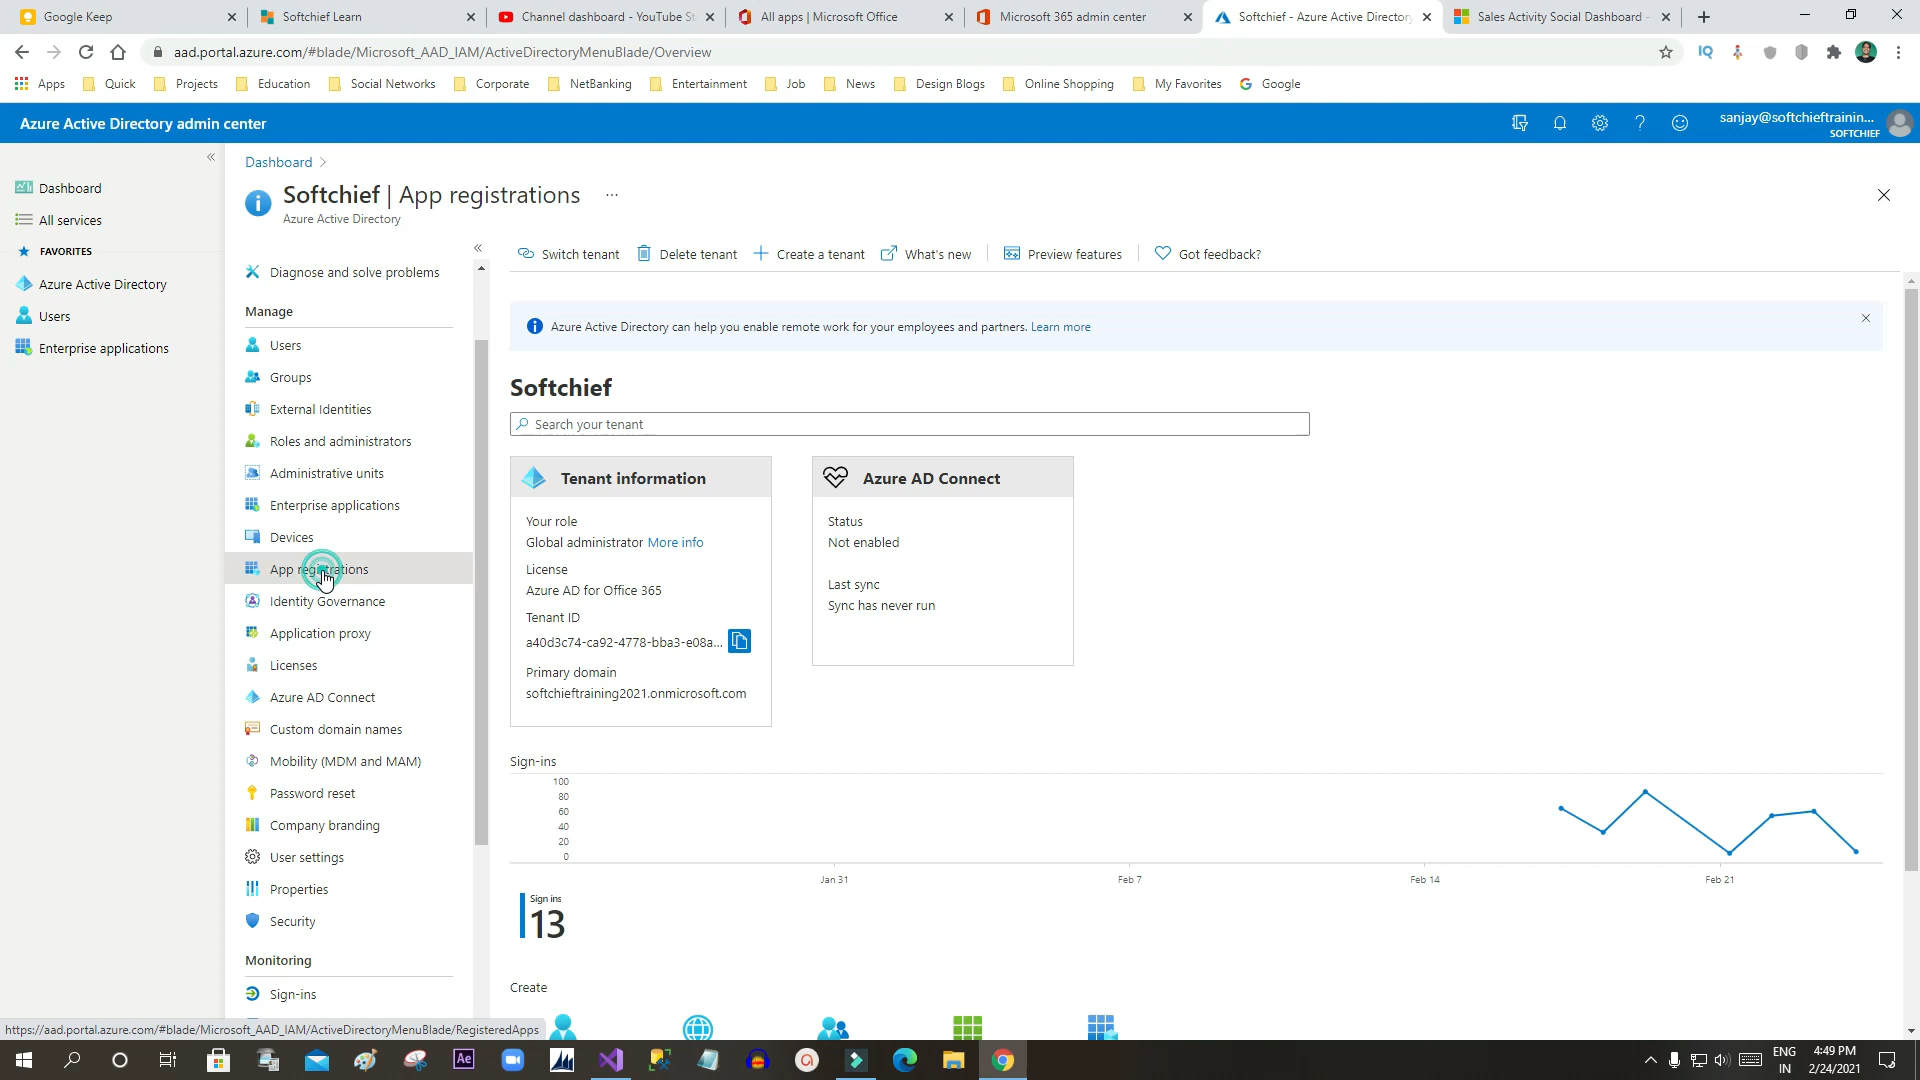 Google Keep
Softchief Learn
Channel dashboard - YouTube St
All apps | Microsoft Office
Microsoft 365 admin center
Softchief - Azure Active Directory
Sales Activity Social Dashboard -
aad.portal.azure.com/#blade/Microsoft_AAD_IAM/ActiveDirectoryMenuBlade/Overview
Apps
Quick
Projects
Education
Social Networks
Corporate
NetBanking
Entertainment
Job
News
Design Blogs
Online Shopping
My Favorites
Google
Azure Active Directory admin center
sanjay@softchieftrainin...
SOFTCHIEF
Dashboard
All services
FAVORITES
Azure Active Directory
Users
Enterprise applications
Dashboard >
Softchief | App registrations ...
Azure Active Directory
Diagnose and solve problems
Manage
Users
Groups
External Identities
Roles and administrators
Administrative units
Enterprise applications
Devices
App registrations
Identity Governance
Application proxy
Licenses
Azure AD Connect
Custom domain names
Mobility (MDM and MAM)
Password reset
Company branding
User settings
Properties
Security
Monitoring
Sign-ins
Switch tenant
Delete tenant
Create a tenant
What's new
Preview features
Got feedback?
Azure Active Directory can help you enable remote work for your employees and partners. Learn more
Softchief
Search your tenant
Tenant information
Your role
Global administrator More info
License
Azure AD for Office 365
Tenant ID
a40d3c74-ca92-4778-bba3-e08a...
Primary domain
softchieftraining2021.onmicrosoft.com
Azure AD Connect
Status
Not enabled
Last sync
Sync has never run
Sign-ins
100
80
60
40
20
0
Jan 31
Feb 7
Feb 14
Feb 21
Sign ins
13
Create
https://aad.portal.azure.com/#blade/Microsoft_AAD_IAM/ActiveDirectoryMenuBlade/RegisteredApps
Ae
ENG
IN
4:49 PM
2/24/2021